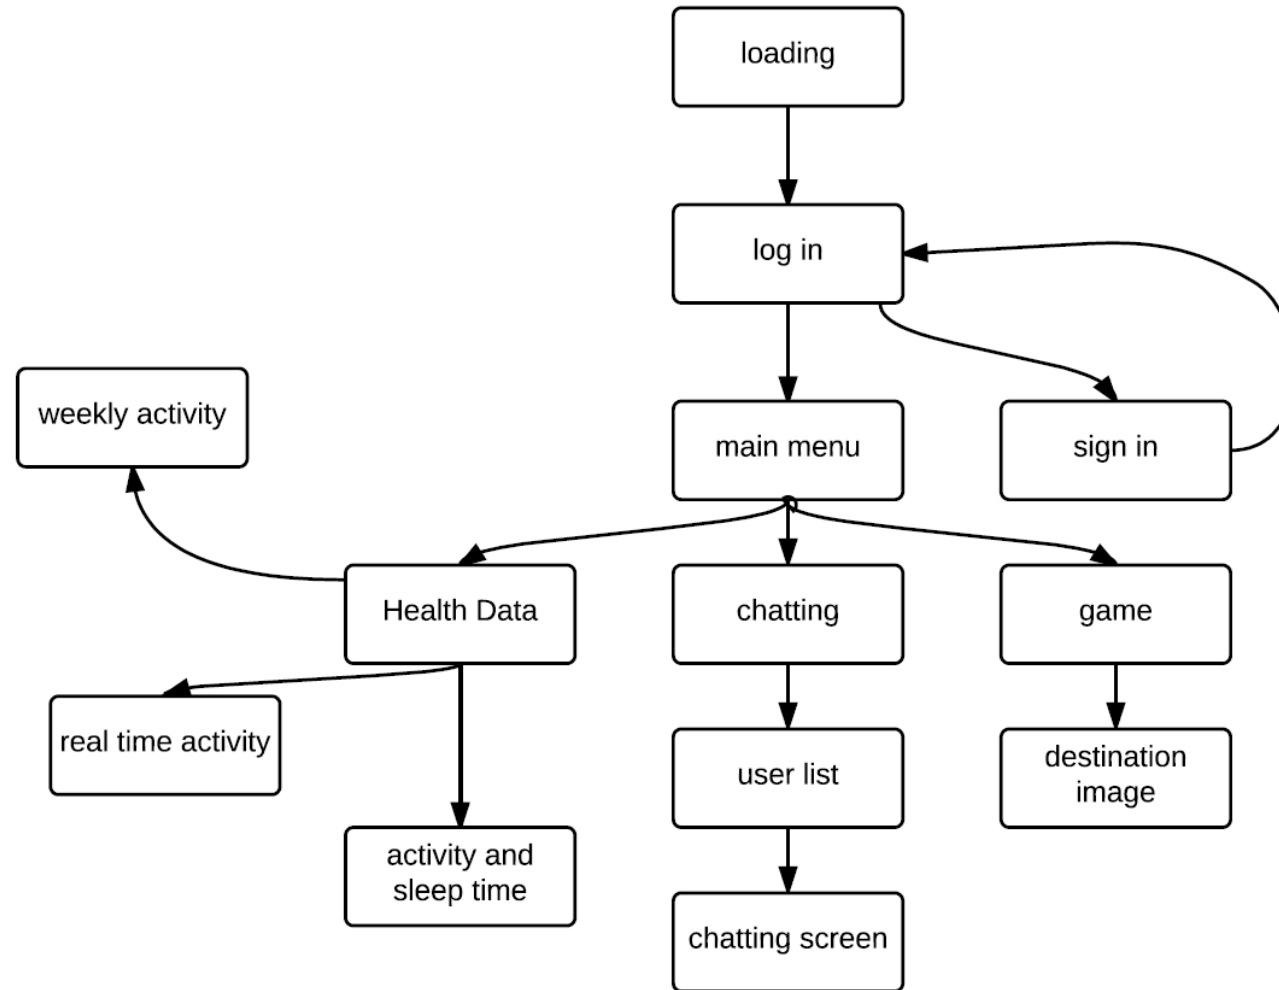 loading
log in
weekly activity
main menu
sign in
Health Data
chatting
game
real time activity
user list
destination
image
activity and
sleep time
chatting screen